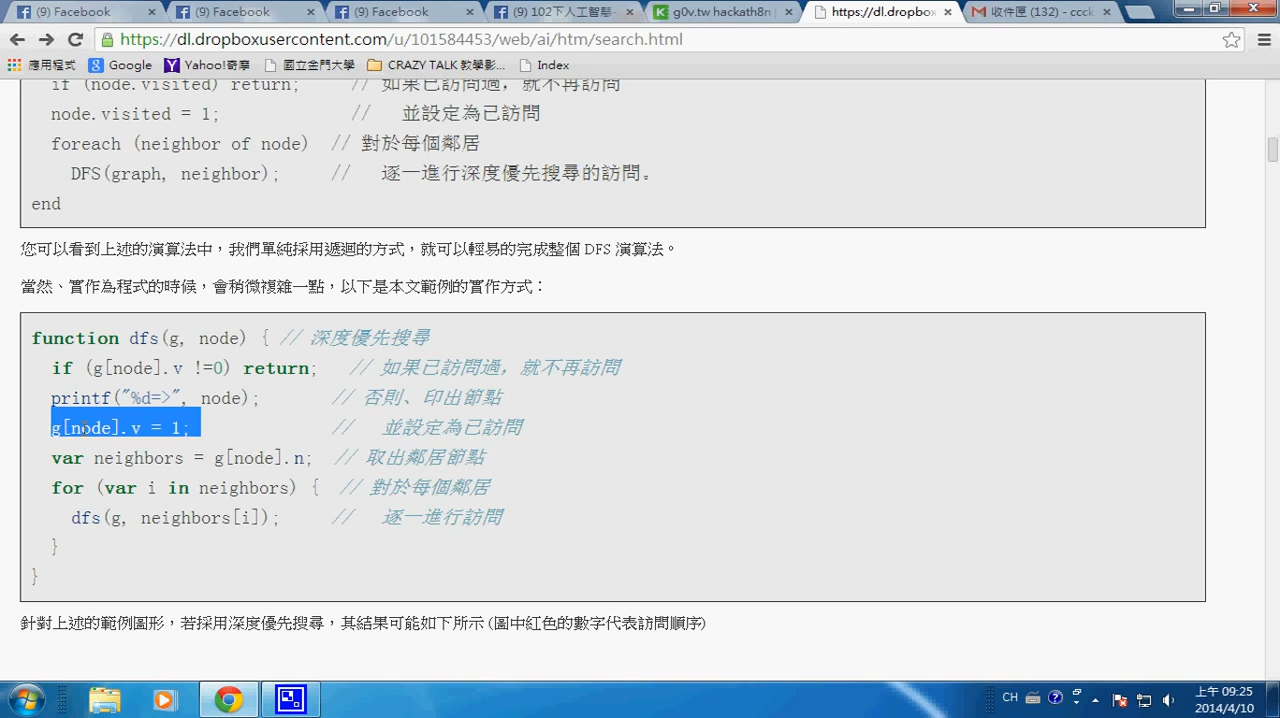 (9) Facebook
(9) Facebook
(9) Facebook
(9) 102下人工智學
g0v.tw hackath8n |
https://dl.dropbox
收件匣 (132) - ccck
https://dl.dropboxusercontent.com/u/101584453/web/ai/htm/search.html
應用程式 Google Yahoo!奇摩 國立金門大學 CRAZY TALK 教學影... Index
if (node.visited) return; // 如果已訪問過，就不再訪問
node.visited = 1; // 並設定為已訪問
foreach (neighbor of node) // 對於每個鄰居
DFS(graph, neighbor); // 逐一進行深度優先搜尋的訪問。
end
您可以看到上述的演算法中，我們單純採用遞迴的方式，就可以輕易的完成整個 DFS 演算法。
當然、實作為程式的時候，會稍微複雜一點，以下是本文範例的實作方式：
function dfs(g, node) { // 深度優先搜尋
if (g[node].v !=0) return; // 如果已訪問過，就不再訪問
printf("%d=>", node); // 否則、印出節點
g[node].v = 1; // 並設定為已訪問
var neighbors = g[node].n; // 取出鄰居節點
for (var i in neighbors) { // 對於每個鄰居
dfs(g, neighbors[i]); // 逐一進行訪問
}
}
針對上述的範例圖形，若採用深度優先搜尋，其結果可能如下所示 (圖中紅色的數字代表訪問順序)
CH
上午 09:25
2014/4/10